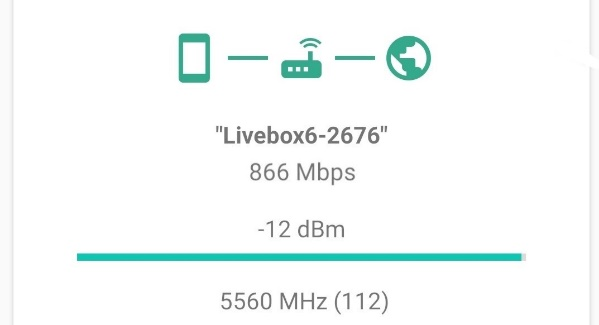 "Livebox6-2676"
866 Mbps
-12 dBm
5560 MHz (112)